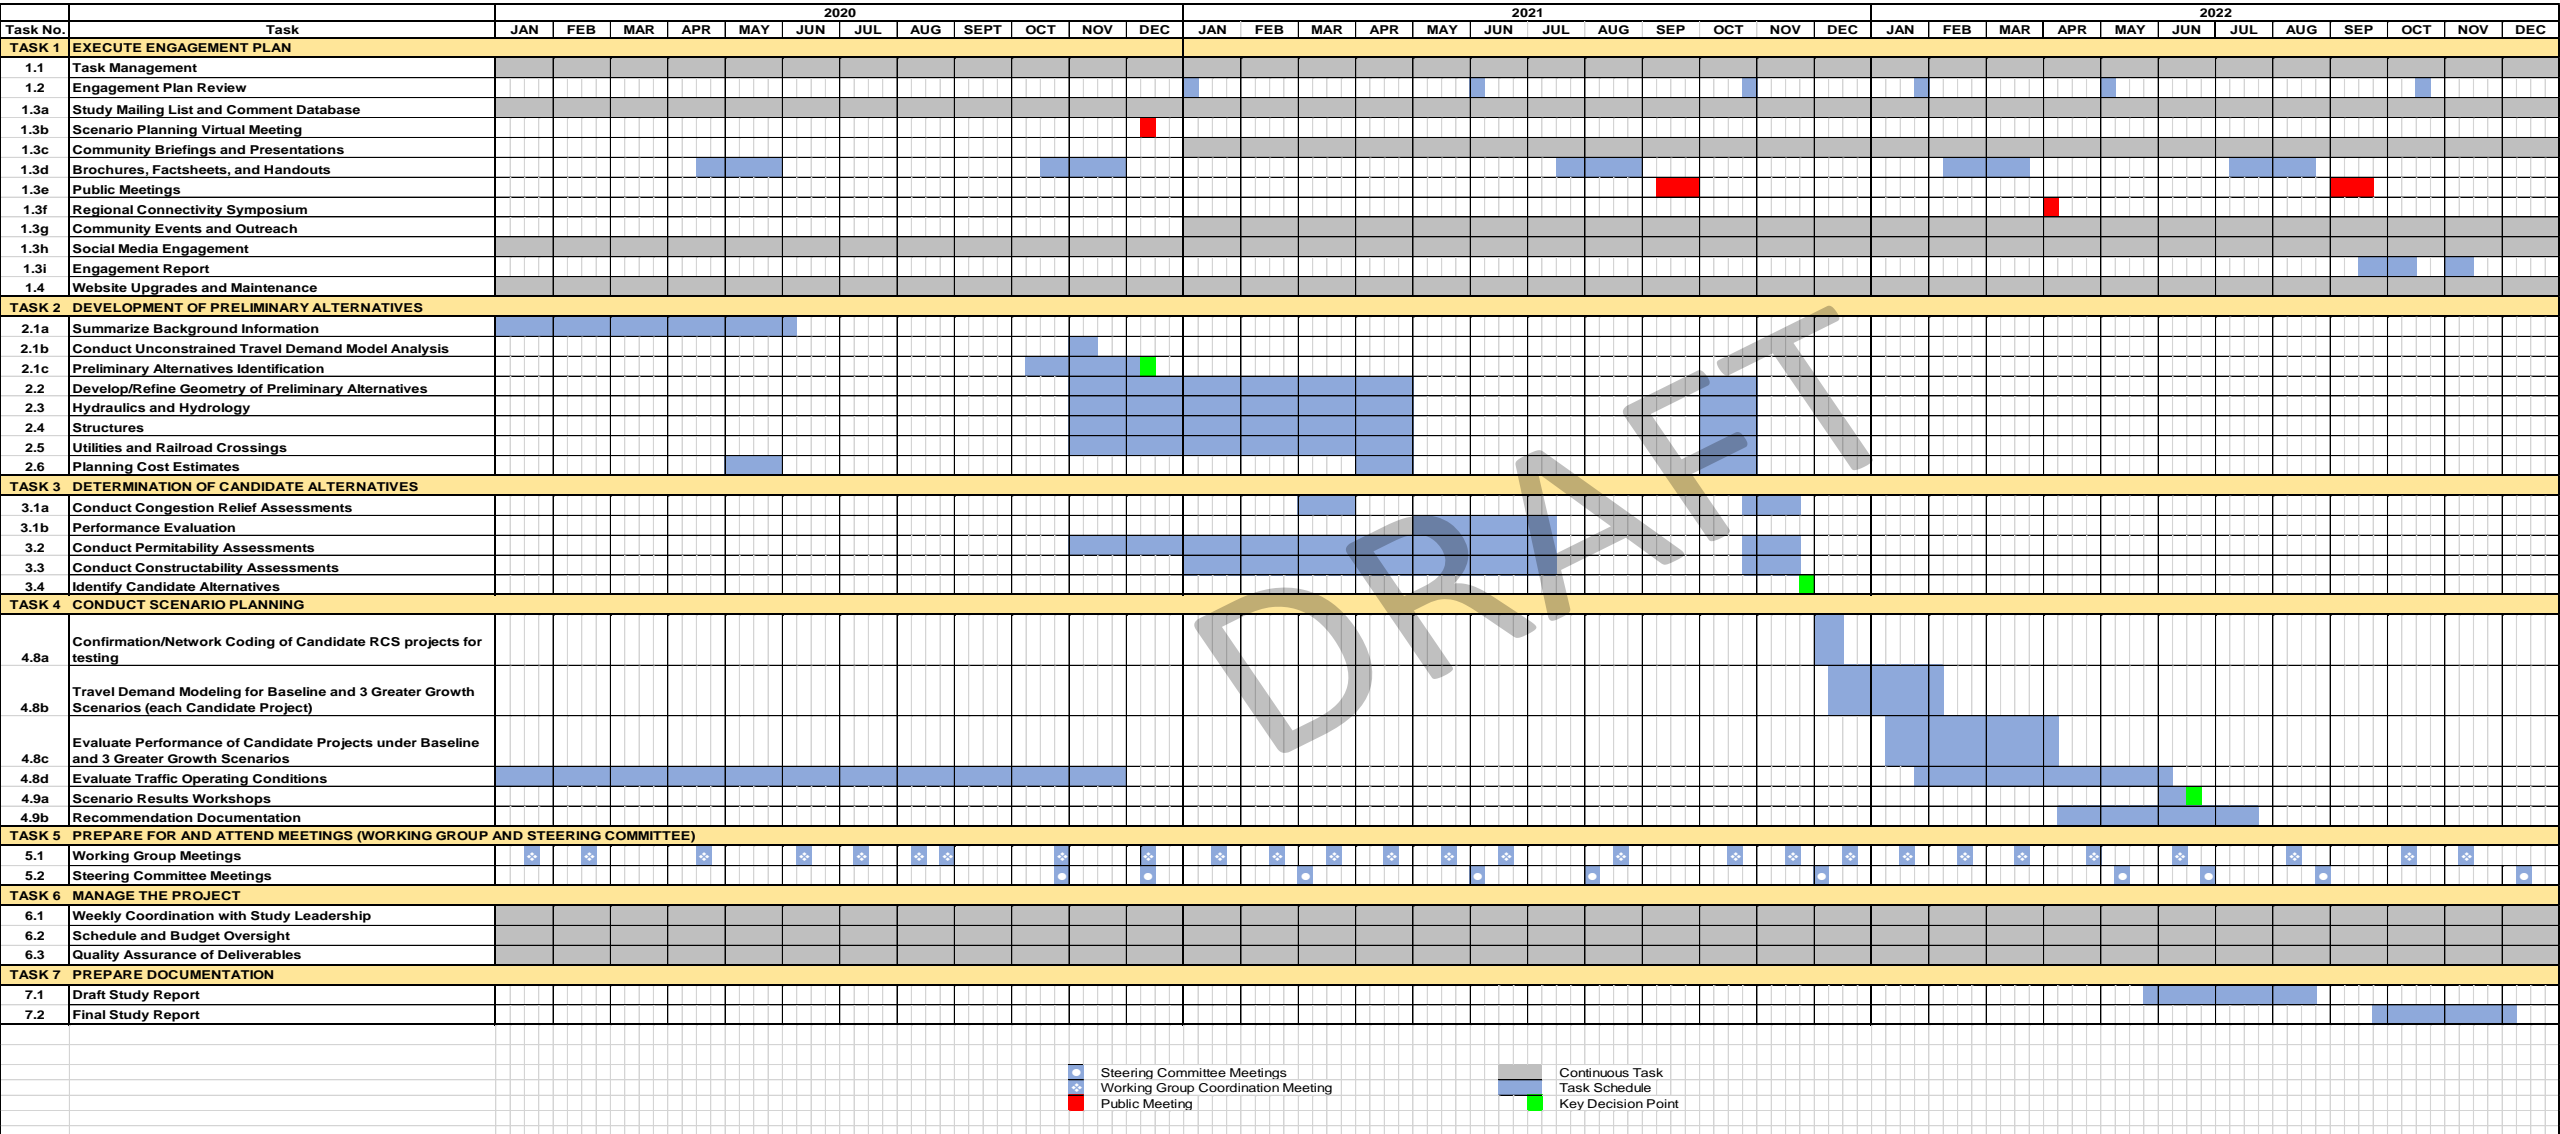 2020 2021 2022
Task No. Task JAN FEB MAR APR MAY JUN JUL AUG SEPT OCT NOV DEC JAN FEB MAR APR MAY JUN JUL AUG SEP OCT NOV DEC JAN FEB MAR APR MAY JUN JUL AUG SEP OCT NOV DEC
TASK 1 EXECUTE ENGAGEMENT PLAN
1.1 Task Management
1.2 Engagement Plan Review
1.3a Study Mailing List and Comment Database
1.3b Scenario Planning Virtual Meeting
1.3c Community Briefings and Presentations
1.3d Brochures, Factsheets, and Handouts
1.3e Public Meetings
1.3f Regional Connectivity Symposium
1.3g Community Events and Outreach
1.3h Social Media Engagement
1.3i Engagement Report
1.4 Website Upgrades and Maintenance
TASK 2 DEVELOPMENT OF PRELIMINARY ALTERNATIVES
2.1a Summarize Background Information
2.1b Conduct Unconstrained Travel Demand Model Analysis
2.1c Preliminary Alternatives Identification
2.2 Develop/Refine Geometry of Preliminary Alternatives
2.3 Hydraulics and Hydrology
2.4 Structures
2.5 Utilities and Railroad Crossings
2.6 Planning Cost Estimates
TASK 3 DETERMINATION OF CANDIDATE ALTERNATIVES
3.1a Conduct Congestion Relief Assessments
3.1b Performance Evaluation
3.2 Conduct Permitability Assessments
3.3 Conduct Constructability Assessments
3.4 Identify Candidate Alternatives
TASK 4 CONDUCT SCENARIO PLANNING
Confirmation/Network Coding of Candidate RCS projects for
4.8a testing
Travel Demand Modeling for Baseline and 3 Greater Growth
4.8b Scenarios (each Candidate Project)
Evaluate Performance of Candidate Projects under Baseline
4.8c and 3 Greater Growth Scenarios
4.8d Evaluate Traffic Operating Conditions
4.9a Scenario Results Workshops
4.9b Recommendation Documentation
TASK 5 PREPARE FOR AND ATTEND MEETINGS (WORKING GROUP AND STEERING COMMITTEE)
5.1 Working Group Meetings
5.2 Steering Committee Meetings
TASK 6 MANAGE THE PROJECT
6.1 Weekly Coordination with Study Leadership
6.2 Schedule and Budget Oversight
6.3 Quality Assurance of Deliverables
TASK 7 PREPARE DOCUMENTATION
7.1 Draft Study Report
7.2 Final Study Report
DRAFT
Steering Committee Meetings Continuous Task
Working Group Coordination Meeting Task Schedule
Public Meeting Key Decision Point